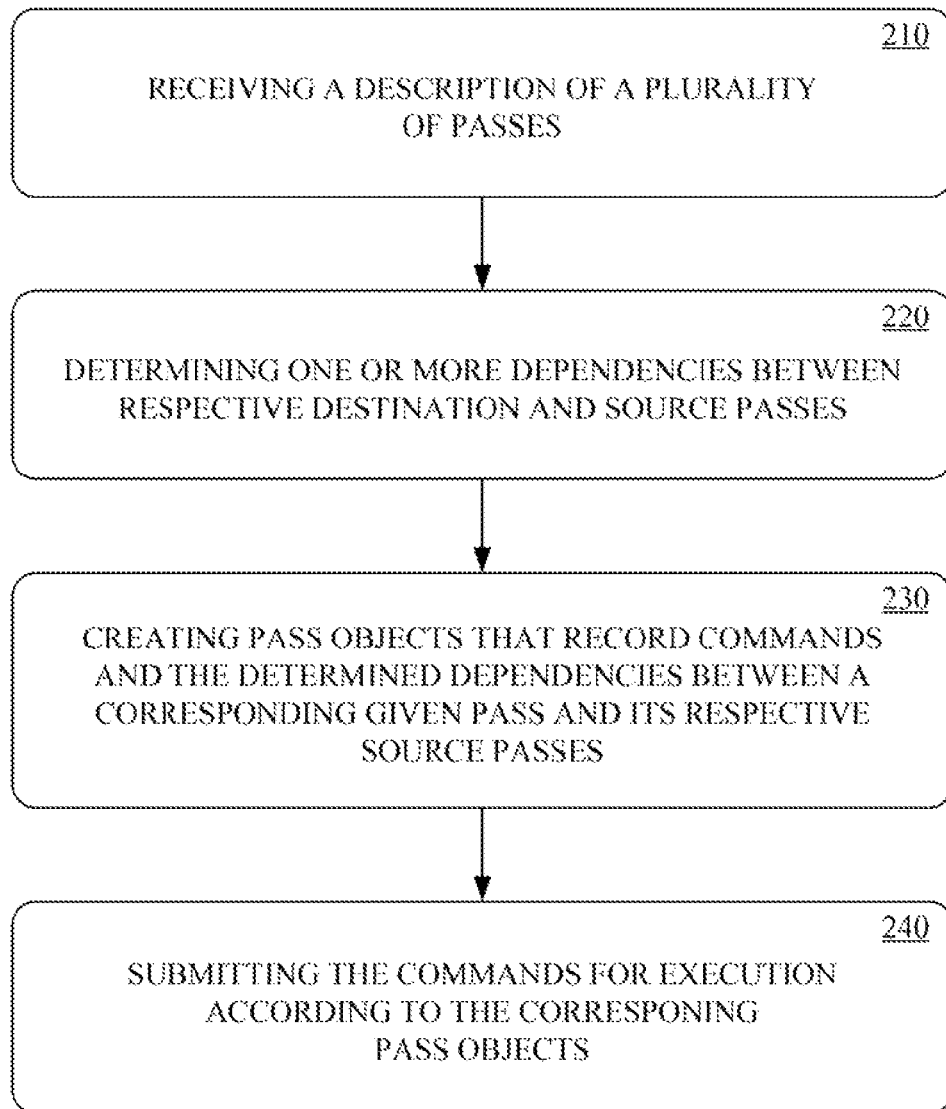 210
RECEIVING A DESCRIPTION OF A PLURALITY
OF PASSES
220
DETERMINING ONE OR MORE DEPENDENCIES BETWEEN
RESPECTIVE DESTINATION AND SOURCE PASSES
230
CREATING PASS OBJECTS THAT RECORD COMMANDS
AND THE DETERMINED DEPENDENCIES BETWEEN A
CORRESPONDING GIVEN PASS AND ITS RESPECTIVE
SOURCE PASSES
240
SUBMITTING THE COMMANDS FOR EXECUTION
ACCORDING TO THE CORRESPONING
PASS OBJECTS